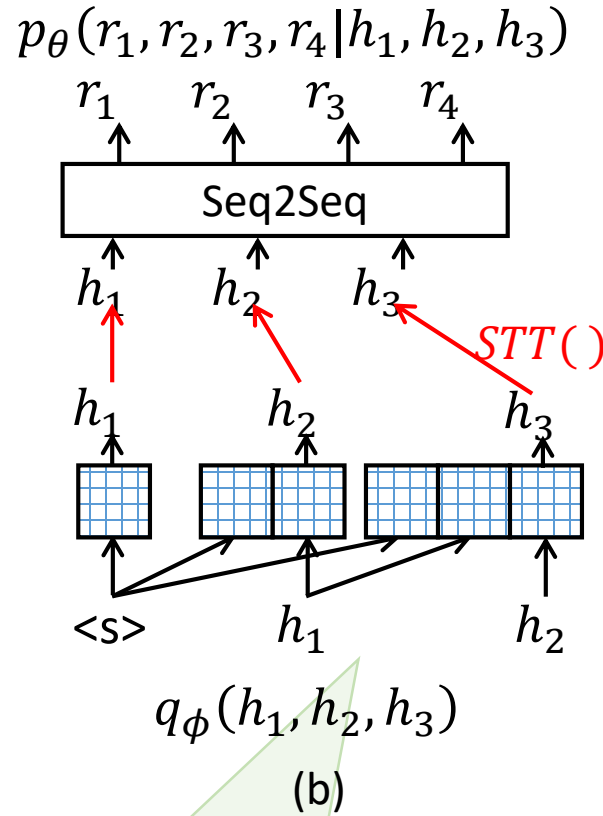 p_θ(r_1, r_2, r_3, r_4|h_1, h_2, h_3)
r_1 r_2 r_3 r_4
Seq2Seq
h_1 h_2 h_3
STT( )
h_1 h_2 h_3
<s> h_1 h_2
q_ϕ(h_1, h_2, h_3)
(b)